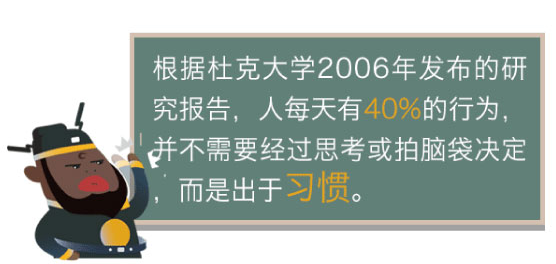 根据杜克大学2006年发布的研
究报告，人每天有40%的行为，
并不需要经过思考或拍脑袋决定
，而是出于习惯。